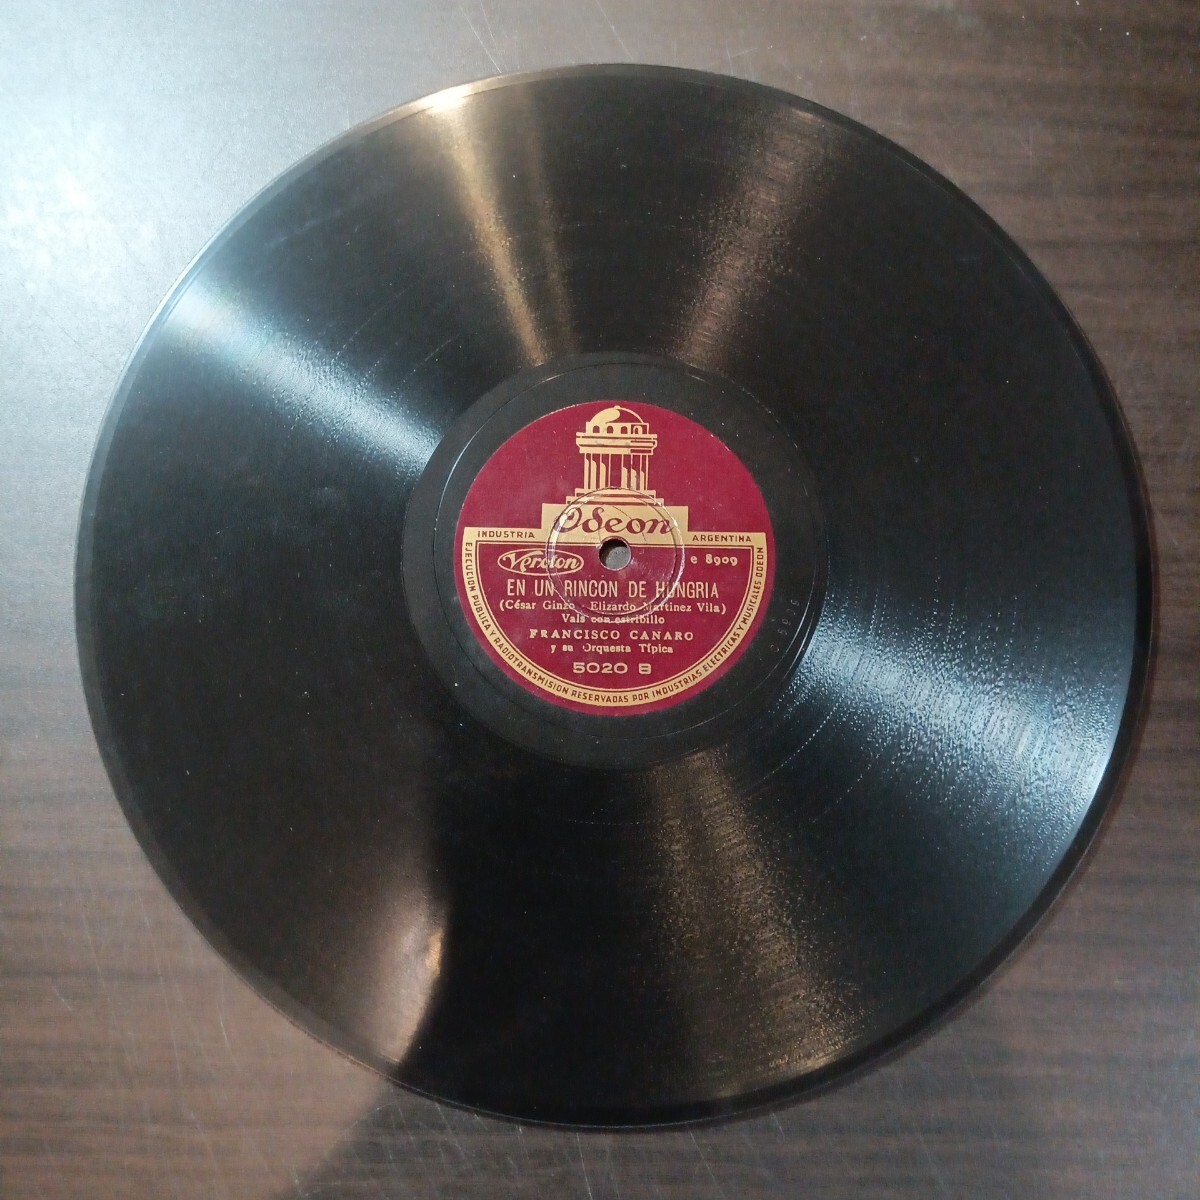 Odeon
INDUSTRIA ARGENTINA
Veroton
e 8909
EN UN RINCON DE HUNGRIA
(César Ginzo Elizardo Martinez Vila)
Vals con estribillo
FRANCISCO CANARO
y su Orquesta Típica
5020 B
EJECUCION PUBLICA Y RADIOTRANSMISION RESERVADAS POR INDUSTRIAS ELECTRICAS Y MUSICALES ODEON